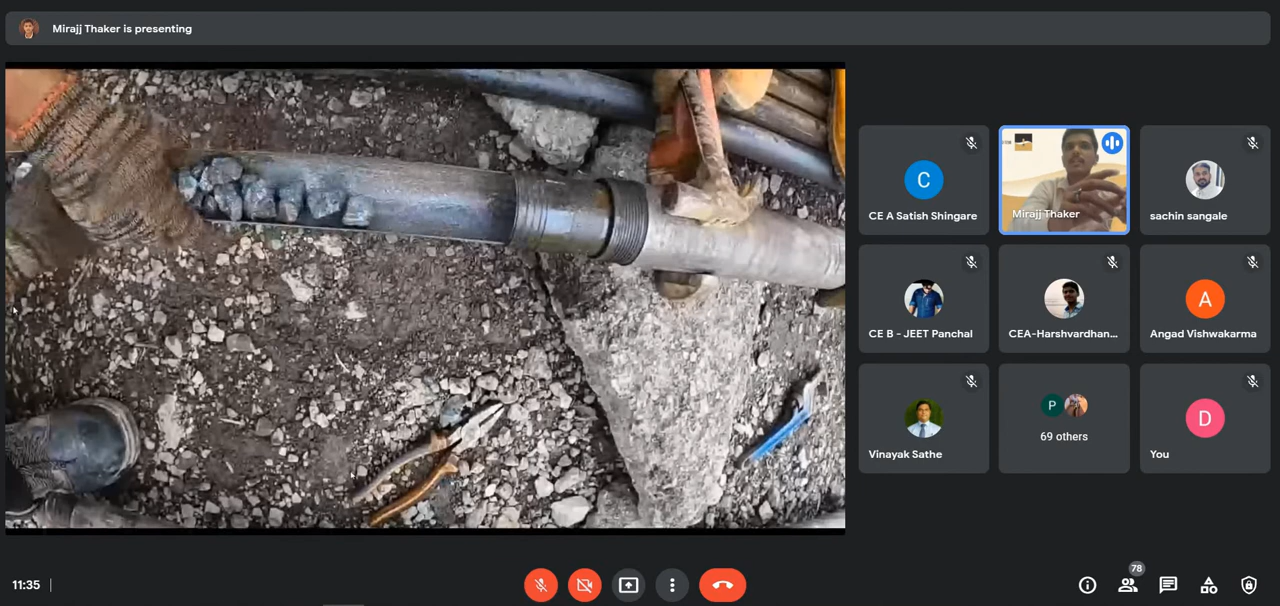 Mirajj Thaker is presenting
C
CE A Satish Shingare
Mirajj Thaker
sachin sangale
CE B - JEET Panchal
CEA-Harshvardhan...
A
Angad Vishwakarma
Vinayak Sathe
P
69 others
D
You
11:35
78